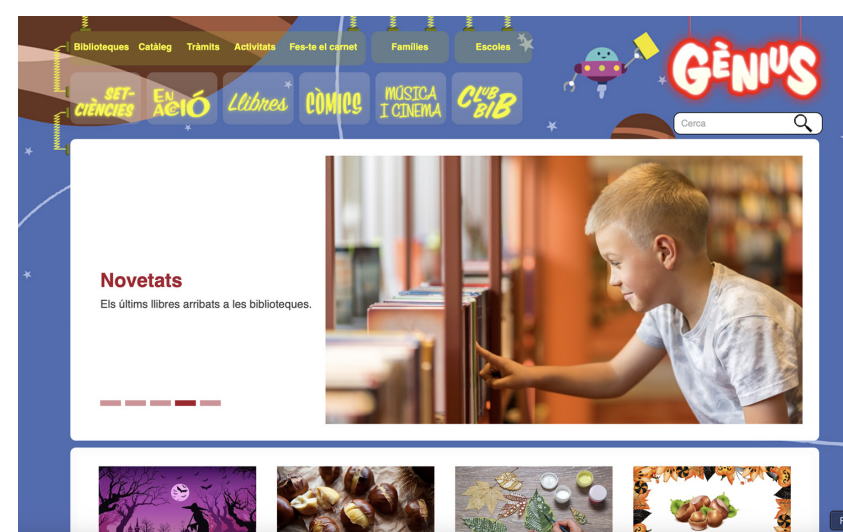 Biblioteques Catàleg Tràmits Activitats Fes-te el carnet Famílies Escoles
GÈNIUS
SET-CIÈNCIES EN ACCIÓ Llibres CÒMICS MÚSICA I CINEMA CLUB BIB
Cerca
Novetats
Els últims llibres arribats a les biblioteques.